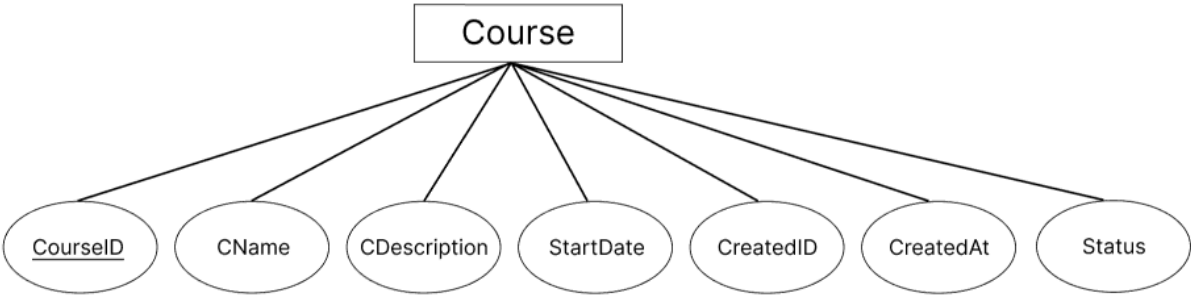 Course
CourseID
CName
CDescription
StartDate
CreatedID
CreatedAt
Status